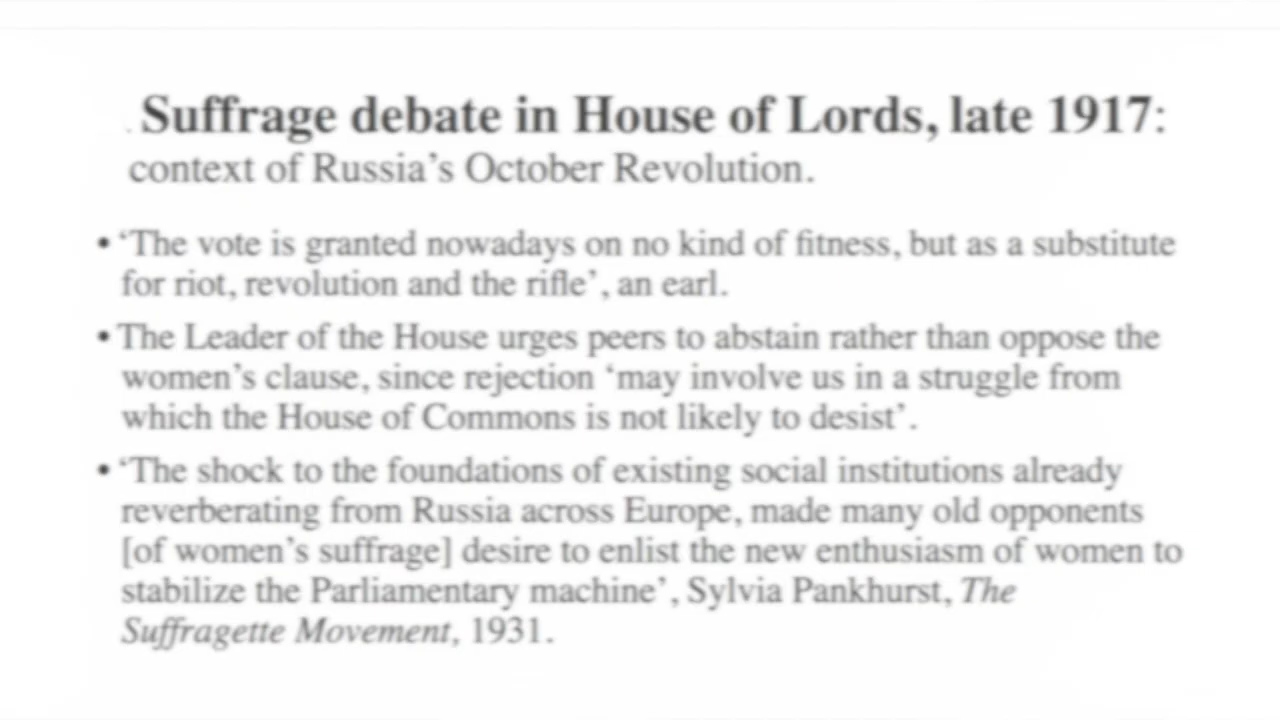 Suffrage debate in House of Lords, late 1917:
context of Russia's October Revolution.
• 'The vote is granted nowadays on no kind of fitness, but as a substitute
for riot, revolution and the rifle', an earl.
• The Leader of the House urges peers to abstain rather than oppose the
women's clause, since rejection 'may involve us in a struggle from
which the House of Commons is not likely to desist'.
• 'The shock to the foundations of existing social institutions already
reverberating from Russia across Europe, made many old opponents
[of women's suffrage] desire to enlist the new enthusiasm of women to
stabilize the Parliamentary machine', Sylvia Pankhurst, The
Suffragette Movement, 1931.